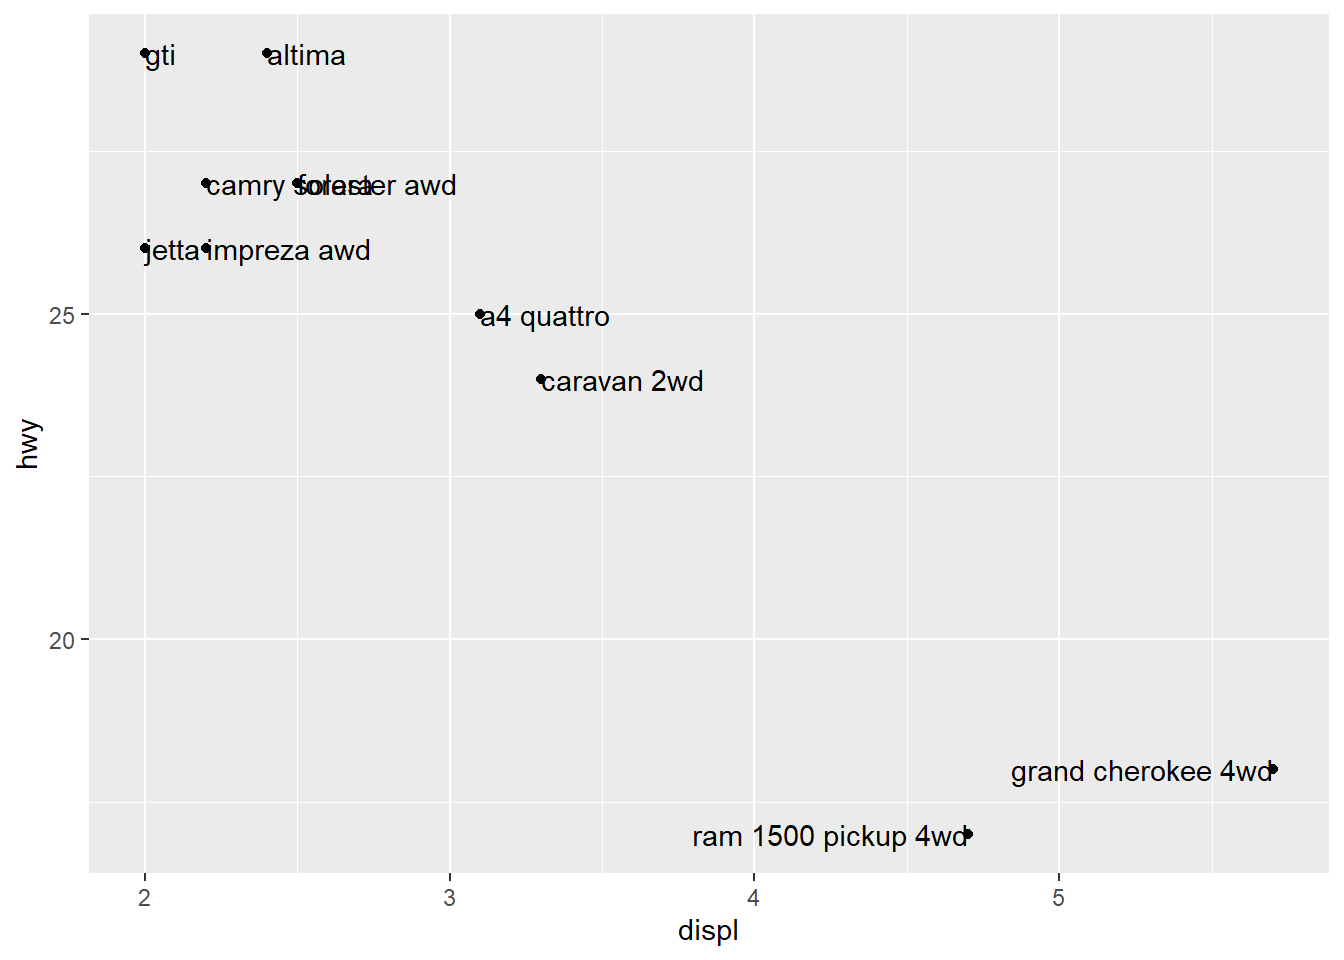 gti
altima
camry solara
forester awd
jetta
impreza awd
25
a4 quattro
caravan 2wd
hwy
20
grand cherokee 4wd
ram 1500 pickup 4wd
2
3
4
5
displ